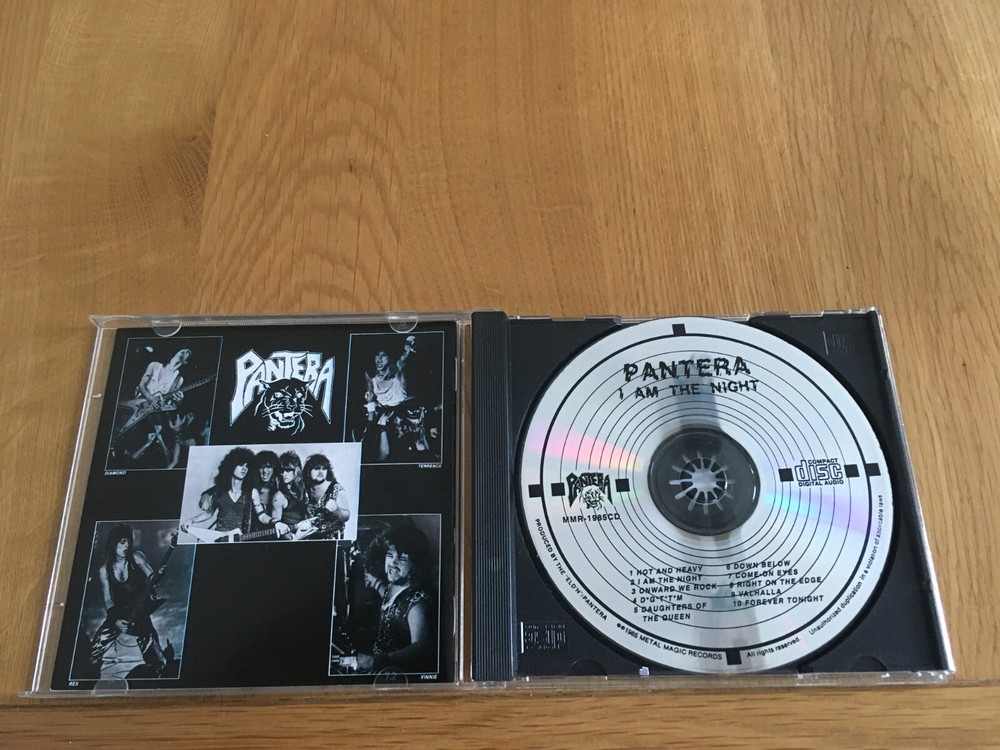 PANTERA
DIAMOND
TERRENCE
REX
VINNIE
PANTERA
I AM THE NIGHT
PANTERA
MMR-1985CD
COMPACT
disc
DIGITAL AUDIO
1 HOT AND HEAVY
2 I AM THE NIGHT
3 ONWARD WE ROCK
4 D*G*T*T*M
5 DAUGHTERS OF
THE QUEEN
6 DOWN BELOW
7 COME-ON EYES
8 RIGHT ON THE EDGE
9 VALHALLA
10 FOREVER TONIGHT
PRODUCED BY THE "ELD'N"/PANTERA
©℗1985 METAL MAGIC RECORDS
All rights reserved.
Unauthorized duplication in a violation of applicable laws